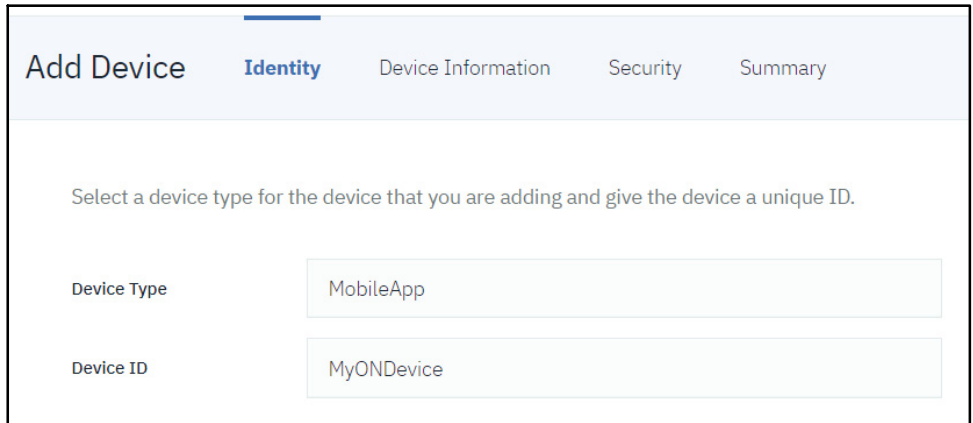 Add Device Identity Device Information Security Summary
Select a device type for the device that you are adding and give the device a unique ID.
Device Type MobileApp
Device ID MyONDevice